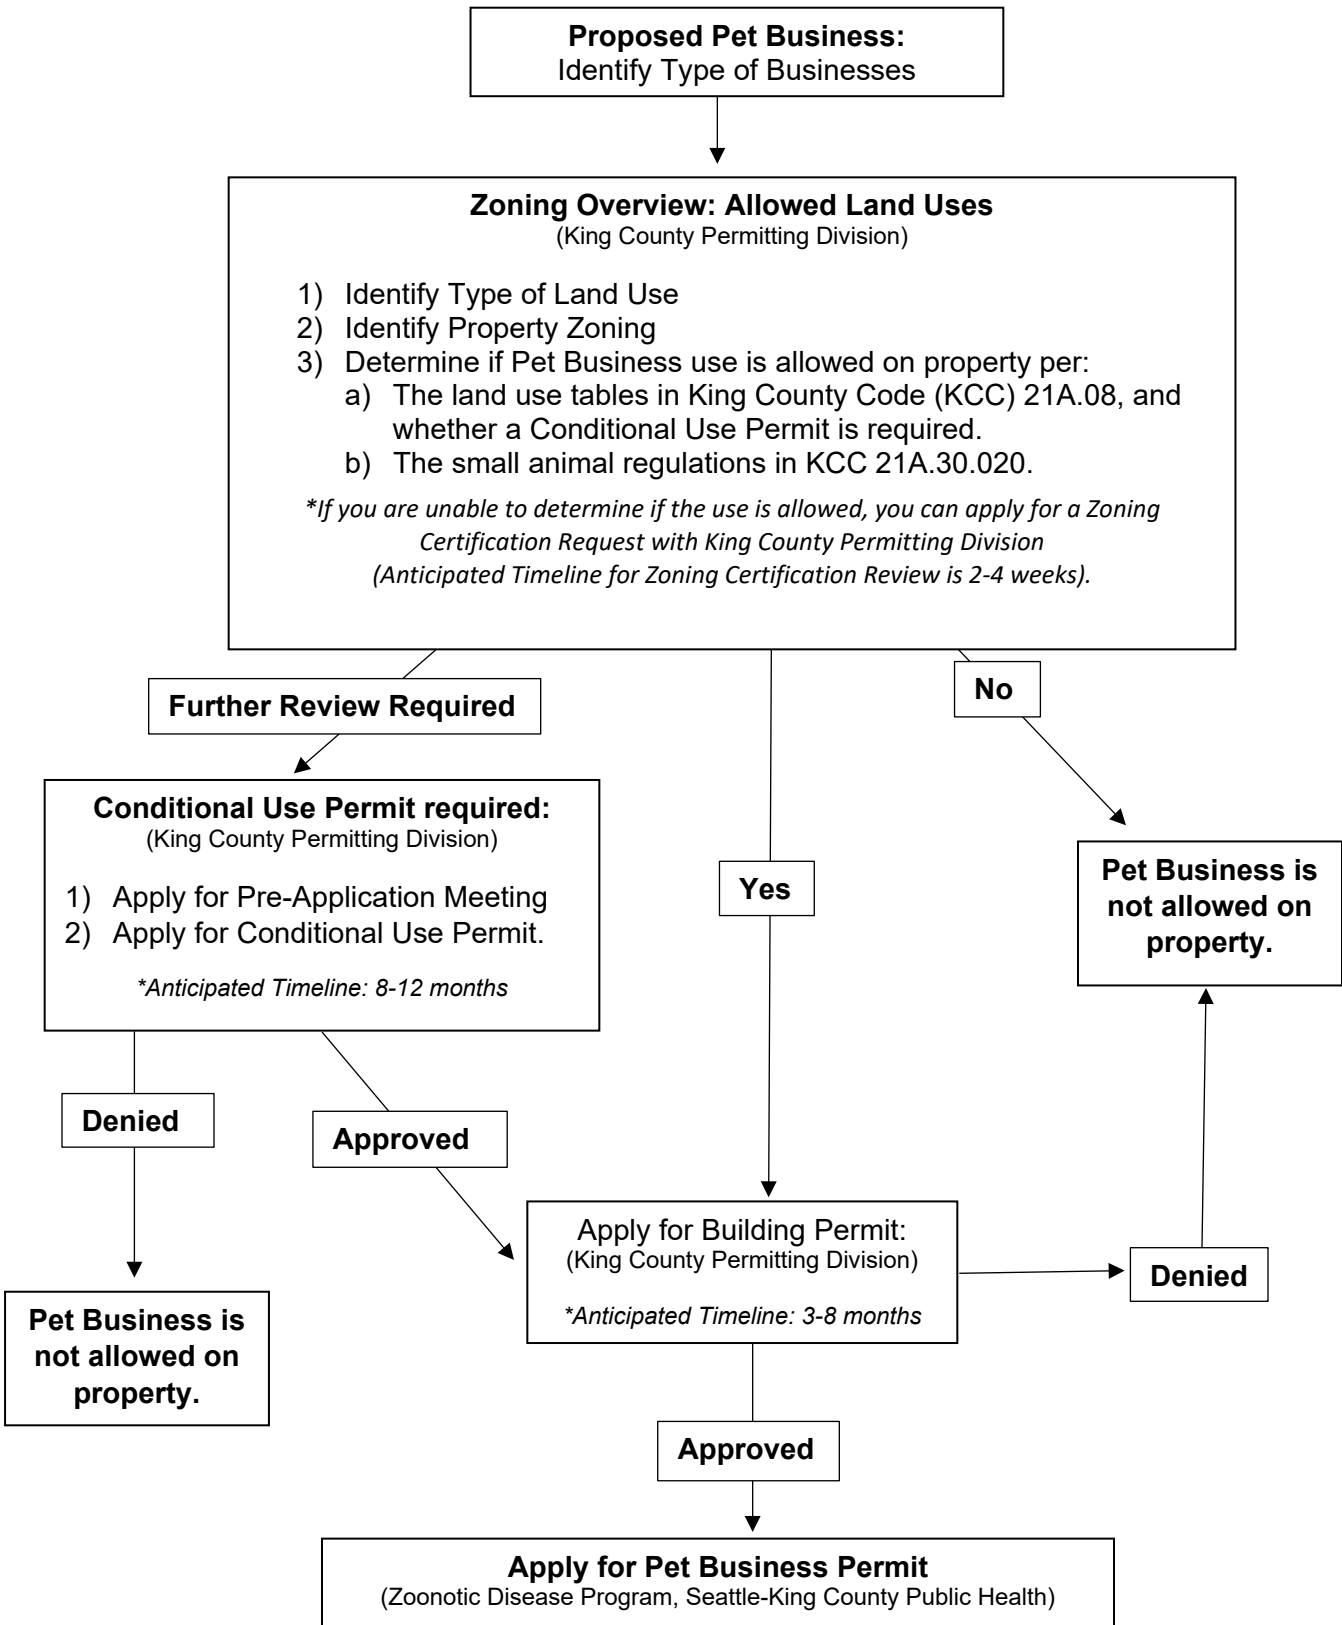 Proposed Pet Business:
Identify Type of Businesses
Zoning Overview: Allowed Land Uses
(King County Permitting Division)
1) Identify Type of Land Use
2) Identify Property Zoning
3) Determine if Pet Business use is allowed on property per:
a) The land use tables in King County Code (KCC) 21A.08, and
whether a Conditional Use Permit is required.
b) The small animal regulations in KCC 21A.30.020.
*If you are unable to determine if the use is allowed, you can apply for a Zoning
Certification Request with King County Permitting Division
(Anticipated Timeline for Zoning Certification Review is 2-4 weeks).
Further Review Required
No
Conditional Use Permit required:
(King County Permitting Division)
1) Apply for Pre-Application Meeting
2) Apply for Conditional Use Permit.
*Anticipated Timeline: 8-12 months
Yes
Pet Business is
not allowed on
property.
Denied
Approved
Apply for Building Permit:
(King County Permitting Division)
*Anticipated Timeline: 3-8 months
Denied
Pet Business is
not allowed on
property.
Approved
Apply for Pet Business Permit
(Zoonotic Disease Program, Seattle-King County Public Health)